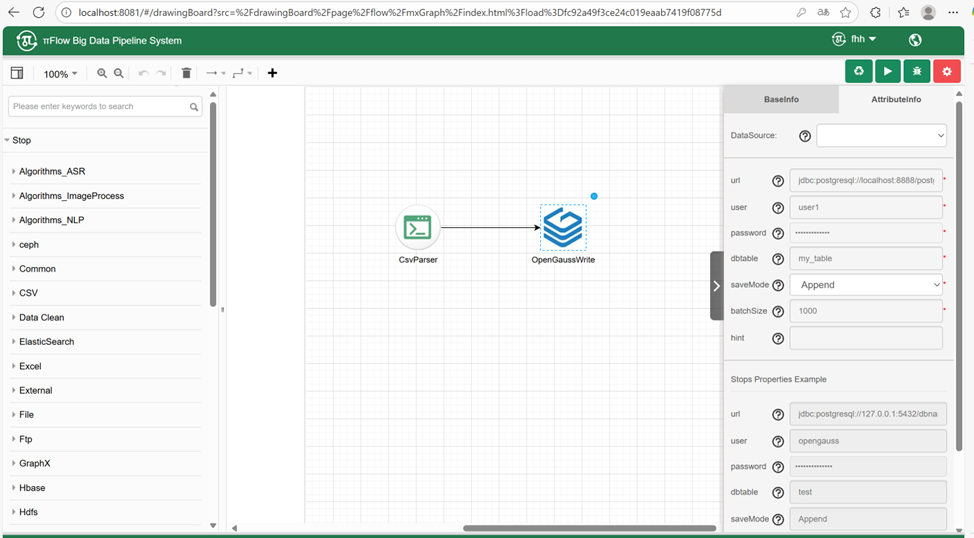 localhost:8081/#/drawingBoard?src=%2FdrawingBoard%2Fpage%2Fflow%2FmxGraph%2Findex.html%3Fload%3Dfc92a49f3ce24c019eaab7419f08775d
πFlow Big Data Pipeline System
fhh
100%
Please enter keywords to search
Stop
Algorithms_ASR
Algorithms_ImageProcess
Algorithms_NLP
ceph
Common
CSV
Data Clean
ElasticSearch
Excel
External
File
Ftp
GraphX
Hbase
Hdfs
CsvParser
OpenGaussWrite
BaseInfo AttributeInfo
DataSource:
url jdbc:postgresql://localhost:8888/postg *
user user1 *
password ••••••••••••• *
dbtable my_table *
saveMode Append *
batchSize 1000 *
hint
Stops Properties Example
url jdbc:postgresql://127.0.0.1:5432/dbna
user opengauss
password ••••••••••••••
dbtable test
saveMode Append